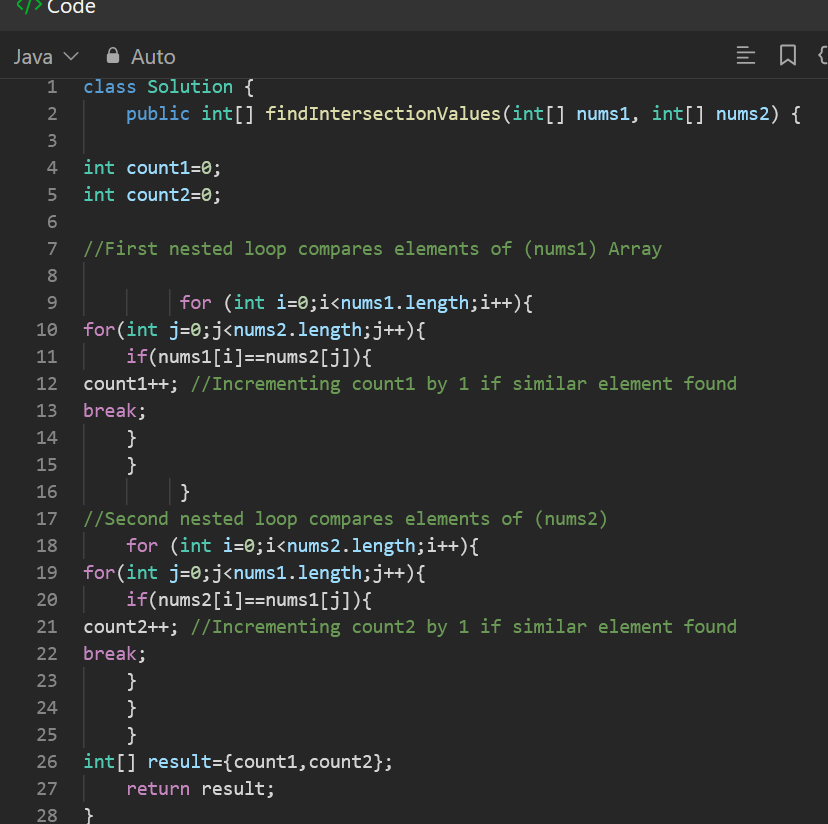 </> Code
Java Auto
1 class Solution {
2 public int[] findIntersectionValues(int[] nums1, int[] nums2) {
3
4 int count1=0;
5 int count2=0;
6
7 //First nested loop compares elements of (nums1) Array
8
9 for (int i=0;i<nums1.length;i++){
10 for(int j=0;j<nums2.length;j++){
11 if(nums1[i]==nums2[j]){
12 count1++; //Incrementing count1 by 1 if similar element found
13 break;
14 }
15 }
16 }
17 //Second nested loop compares elements of (nums2)
18 for (int i=0;i<nums2.length;i++){
19 for(int j=0;j<nums1.length;j++){
20 if(nums2[i]==nums1[j]){
21 count2++; //Incrementing count2 by 1 if similar element found
22 break;
23 }
24 }
25 }
26 int[] result={count1,count2};
27 return result;
28 }